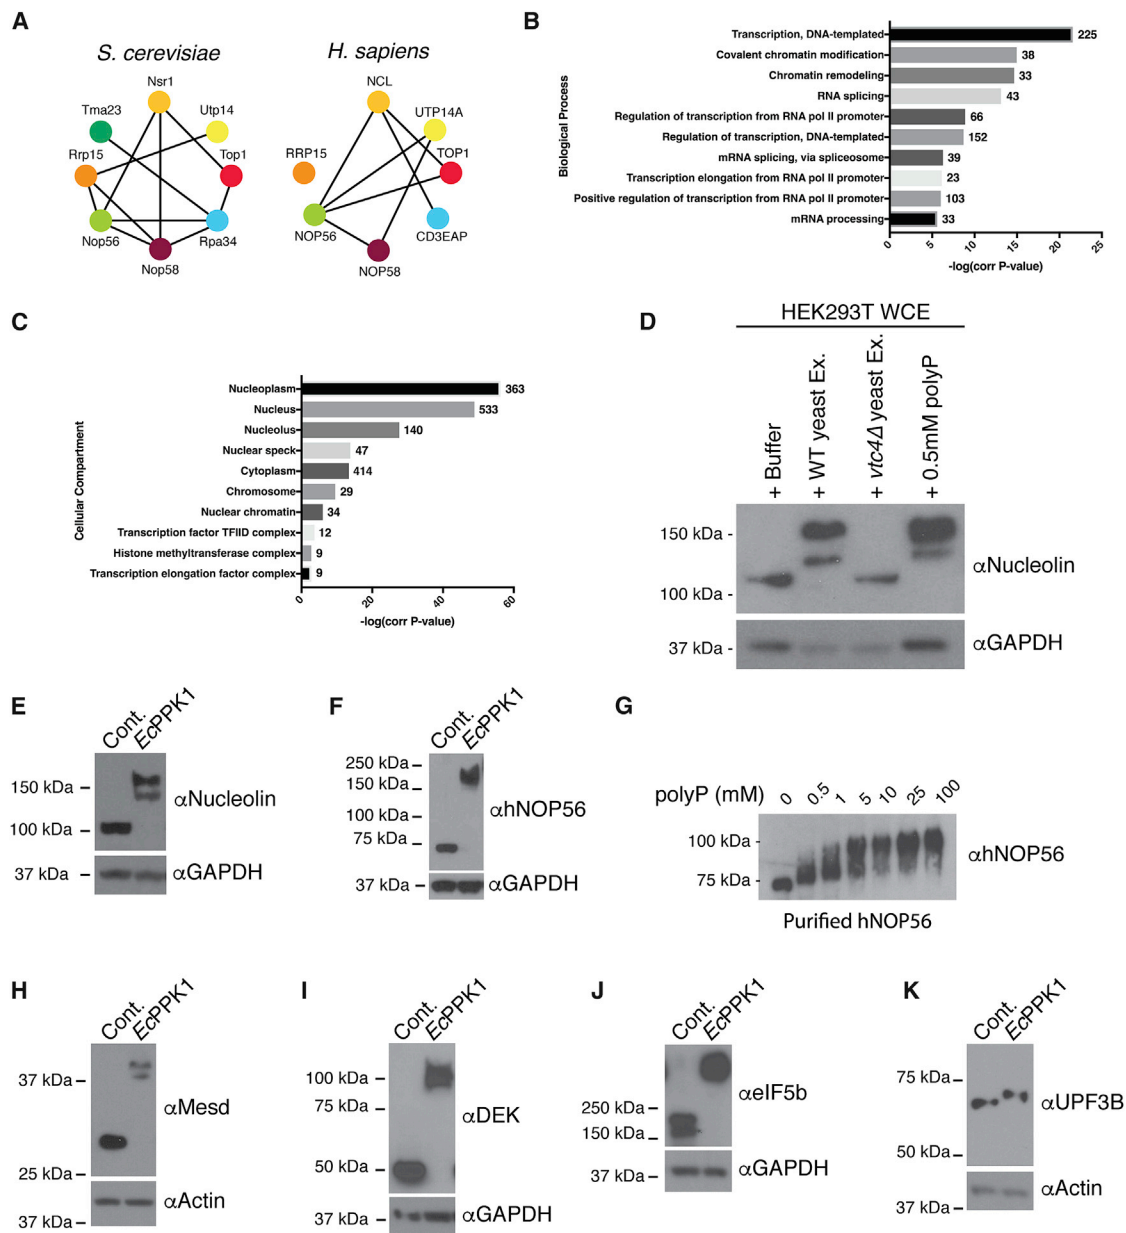 A
S. cerevisiae
H. sapiens
Nsr1
Tma23
Utp14
Rrp15
Top1
Nop56
Rpa34
Nop58
NCL
UTP14A
RRP15
TOP1
NOP56
CD3EAP
NOP58
B
Biological Process
Transcription, DNA-templated 225
Covalent chromatin modification 38
Chromatin remodeling 33
RNA splicing 43
Regulation of transcription from RNA pol II promoter 66
Regulation of transcription, DNA-templated 152
mRNA splicing, via spliceosome 39
Transcription elongation from RNA pol II promoter 23
Positive regulation of transcription from RNA pol II promoter 103
mRNA processing 33
0 5 10 15 20 25
-log(corr P-value)
C
Cellular Compartment
Nucleoplasm 363
Nucleus 533
Nucleolus 140
Nuclear speck 47
Cytoplasm 414
Chromosome 29
Nuclear chromatin 34
Transcription factor TFIID complex 12
Histone methyltransferase complex 9
Transcription elongation factor complex 9
0 20 40 60
-log(corr P-value)
D
HEK293T WCE
+ Buffer
+ WT yeast Ex.
+ vtc4Δ yeast Ex.
+ 0.5mM polyP
150 kDa -
100 kDa -
αNucleolin
37 kDa -
αGAPDH
E
Cont.
EcPPK1
150 kDa –
100 kDa –
αNucleolin
37 kDa –
αGAPDH
F
Cont.
EcPPK1
250 kDa –
150 kDa –
100 kDa –
75 kDa –
αhNOP56
37 kDa –
αGAPDH
G
polyP (mM) 0 0.5 1 5 10 25 100
100 kDa -
75 kDa -
αhNOP56
Purified hNOP56
H
Cont.
EcPPK1
37 kDa –
αMesd
25 kDa –
αActin
37 kDa –
I
Cont.
EcPPK1
100 kDa –
75 kDa –
αDEK
50 kDa –
37 kDa –
αGAPDH
J
Cont.
EcPPK1
αeIF5b
250 kDa –
150 kDa –
37 kDa –
αGAPDH
K
Cont.
EcPPK1
75 kDa –
αUPF3B
50 kDa –
αActin
37 kDa –